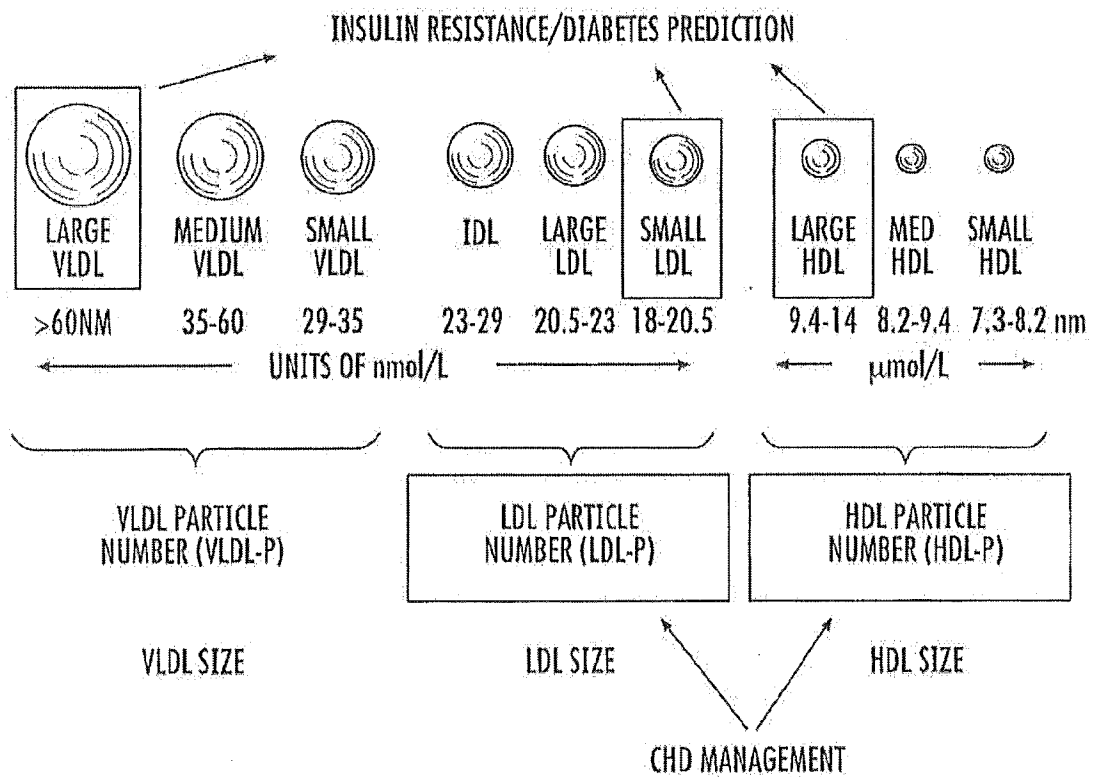 INSULIN RESISTANCE/DIABETES PREDICTION
LARGE VLDL
MEDIUM VLDL
SMALL VLDL
IDL
LARGE LDL
SMALL LDL
LARGE HDL
MED HDL
SMALL HDL
>60NM 35-60 29-35 23-29 20.5-23 18-20.5 9.4-14 8.2-9.4 7.3-8.2 nm
UNITS OF nmol/L
μmol/L
VLDL PARTICLE
NUMBER (VLDL-P)
LDL PARTICLE
NUMBER (LDL-P)
HDL PARTICLE
NUMBER (HDL-P)
VLDL SIZE
LDL SIZE
HDL SIZE
CHD MANAGEMENT